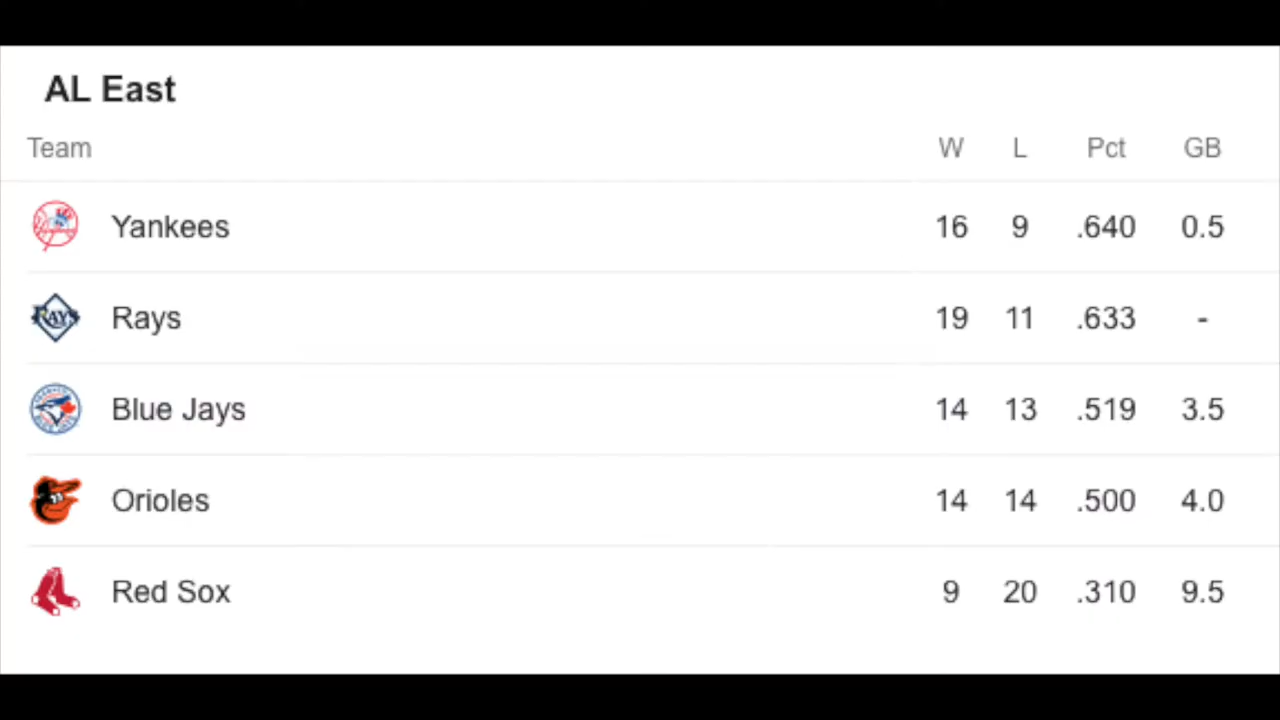 AL East
Team W L Pct GB
Yankees 16 9 .640 0.5
RAYS Rays 19 11 .633 -
Blue Jays 14 13 .519 3.5
Orioles 14 14 .500 4.0
Red Sox 9 20 .310 9.5